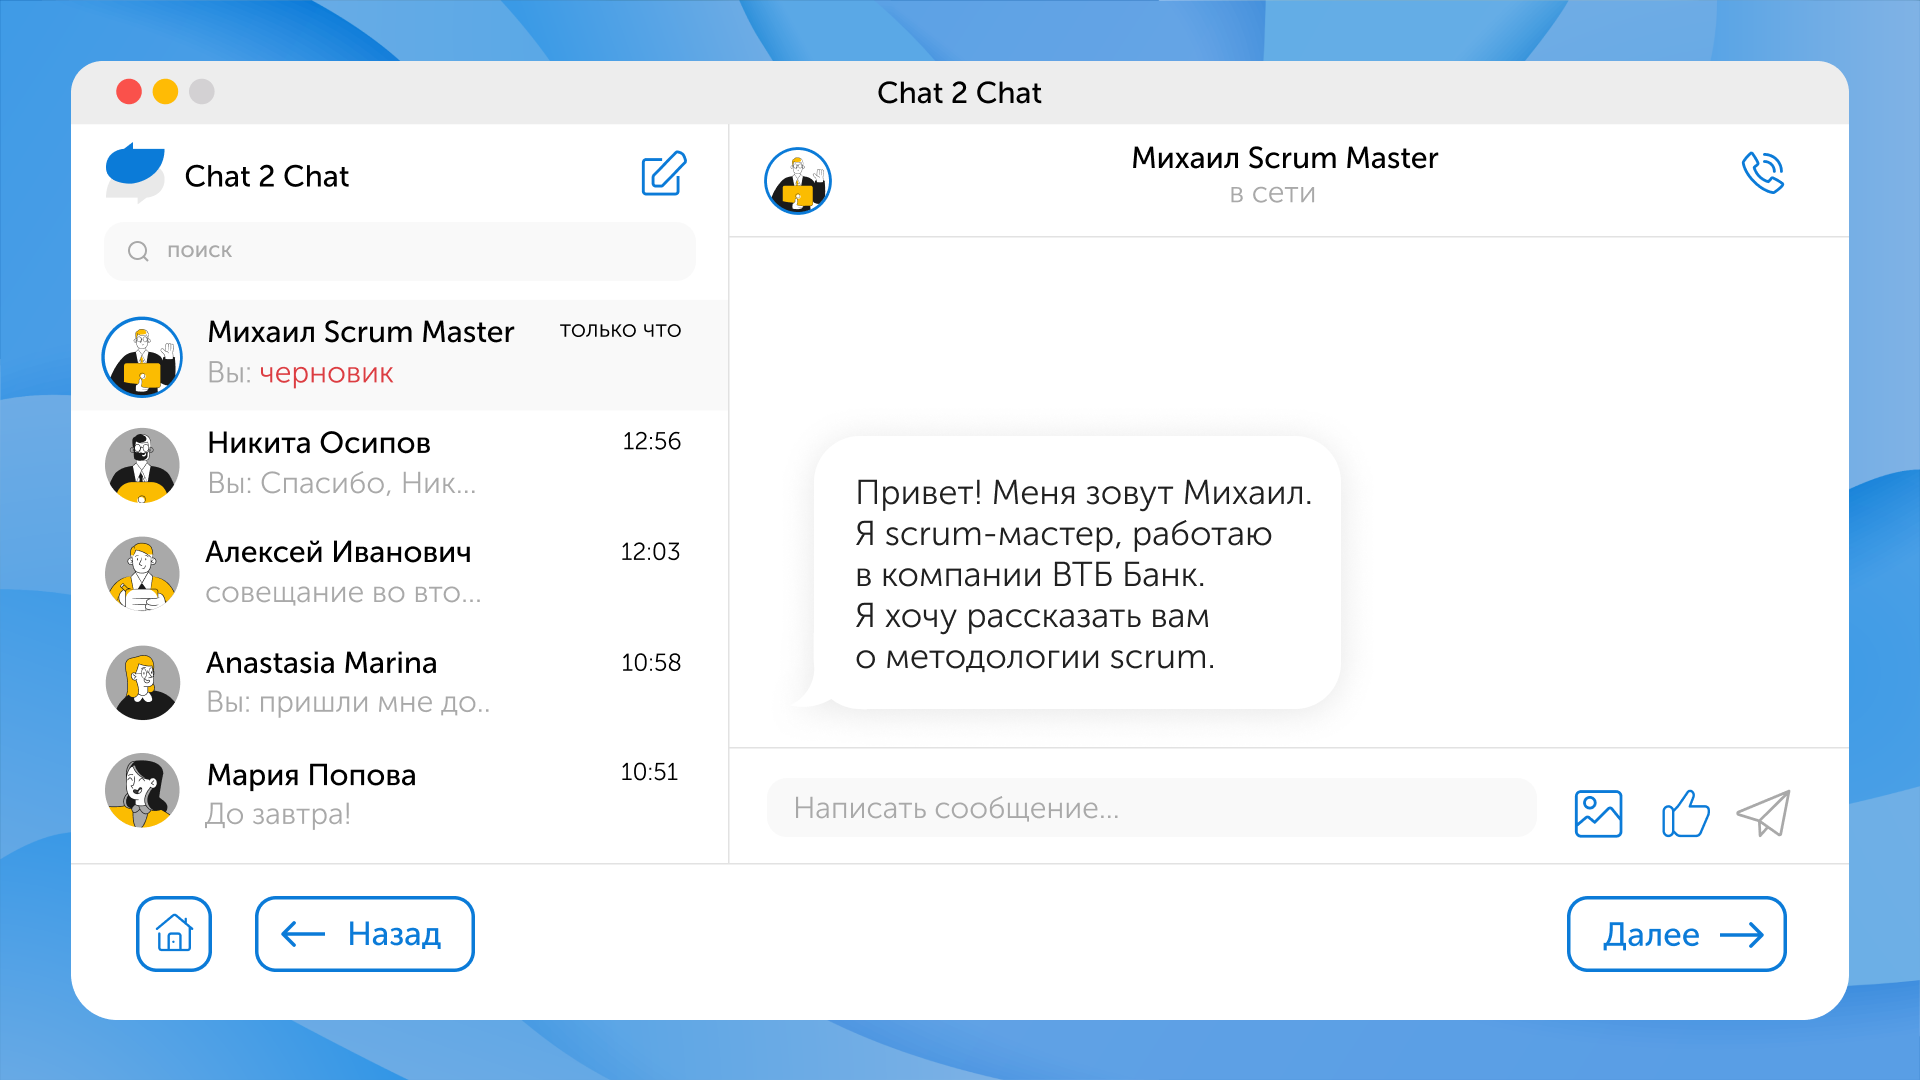 Chat 2 Chat
Chat 2 Chat
поиск
Михаил Scrum Master
только что
Вы: черновик
Никита Осипов
12:56
Вы: Спасибо, Ник...
Алексей Иванович
12:03
совещание во вто...
Anastasia Marina
10:58
Вы: пришли мне до..
Мария Попова
10:51
До завтра!
Михаил Scrum Master
в сети
Привет! Меня зовут Михаил.
Я scrum-мастер, работаю
в компании ВТБ Банк.
Я хочу рассказать вам
о методологии scrum.
Написать сообщение...
Назад
Далее